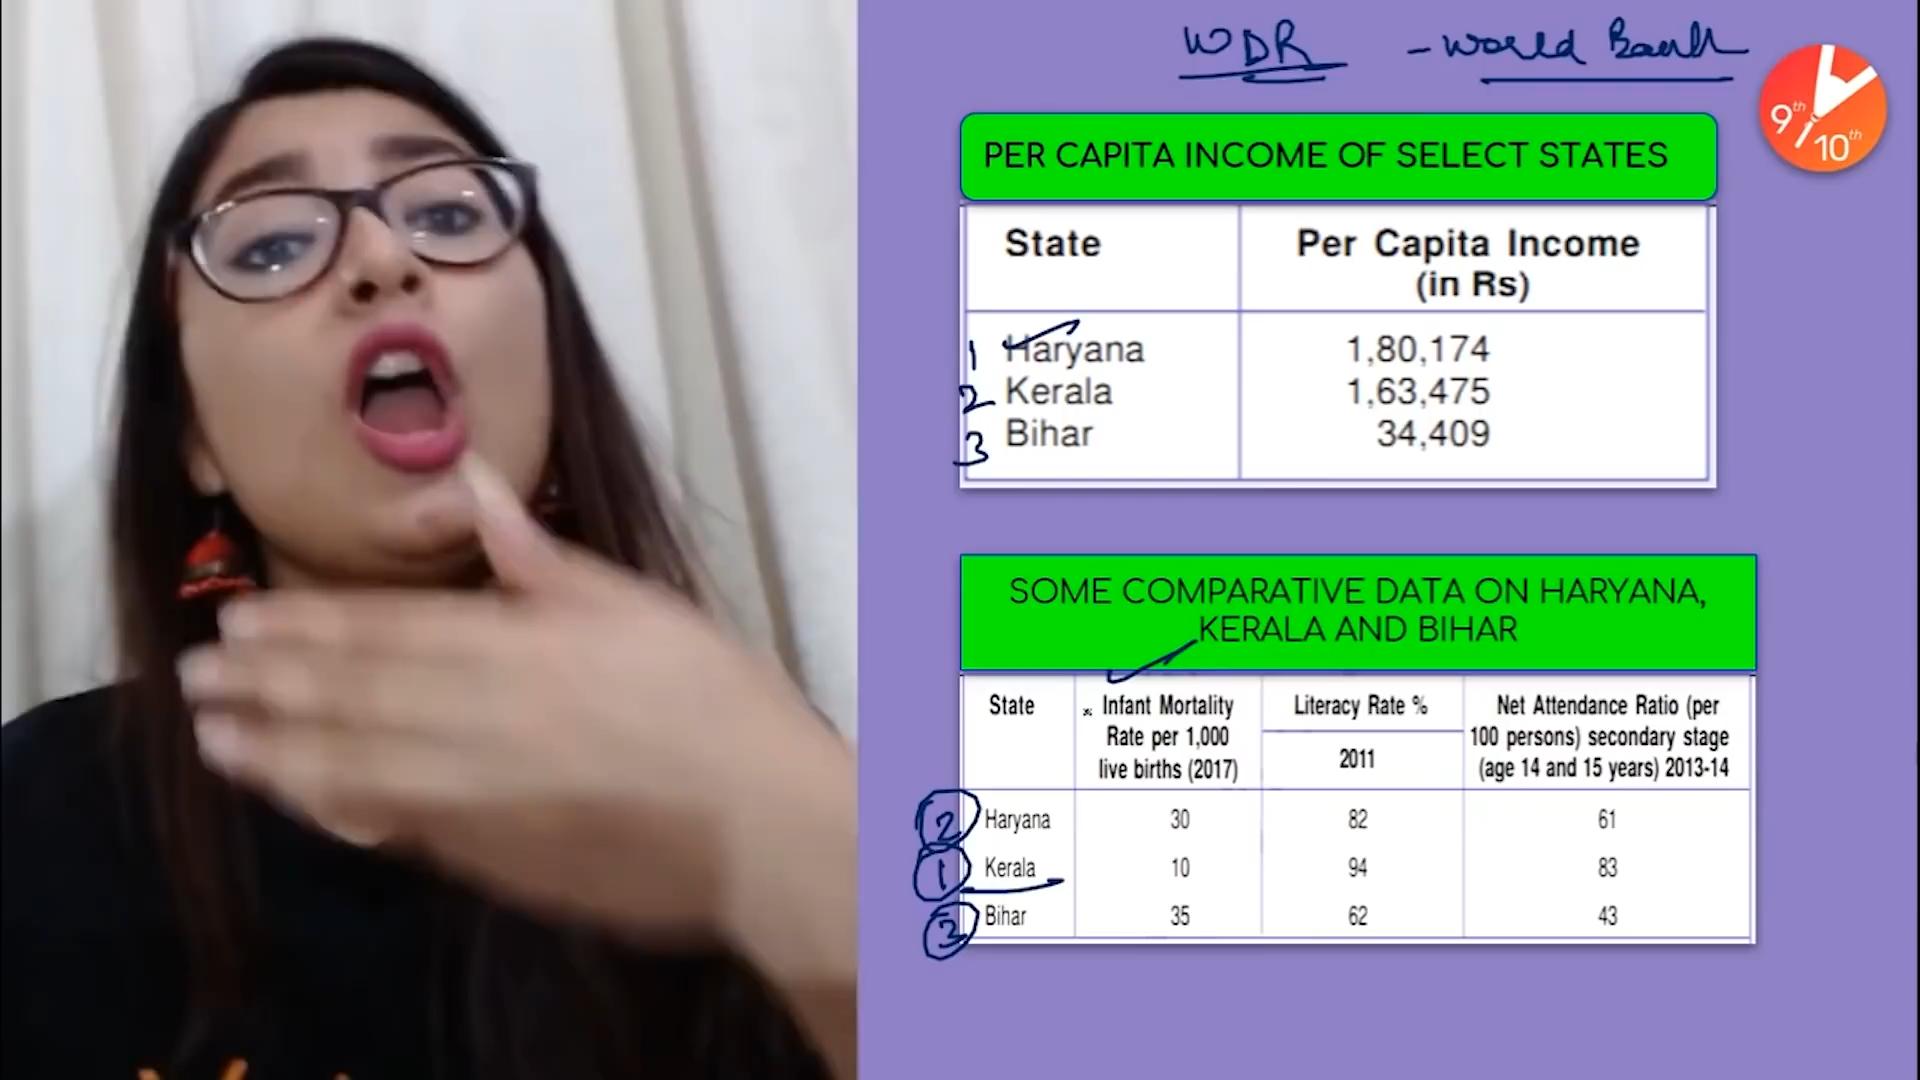 WDR - World Bank
9th
10th
PER CAPITA INCOME OF SELECT STATES
State Per Capita Income
(in Rs)
1 Haryana 1,80,174
2 Kerala 1,63,475
3 Bihar 34,409
SOME COMPARATIVE DATA ON HARYANA,
KERALA AND BIHAR
State Infant Mortality Rate per 1,000 live births (2017) Literacy Rate % 2011 Net Attendance Ratio (per 100 persons) secondary stage (age 14 and 15 years) 2013-14
2 Haryana 30 82 61
1 Kerala 10 94 83
3 Bihar 35 62 43